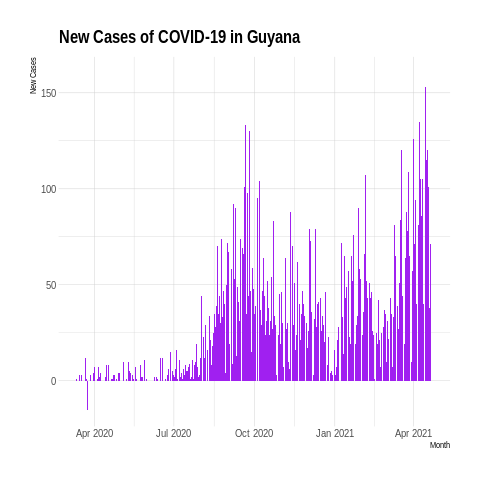 New Cases of COVID-19 in Guyana
New Cases
150
100
50
0
Apr 2020
Jul 2020
Oct 2020
Jan 2021
Apr 2021
Month